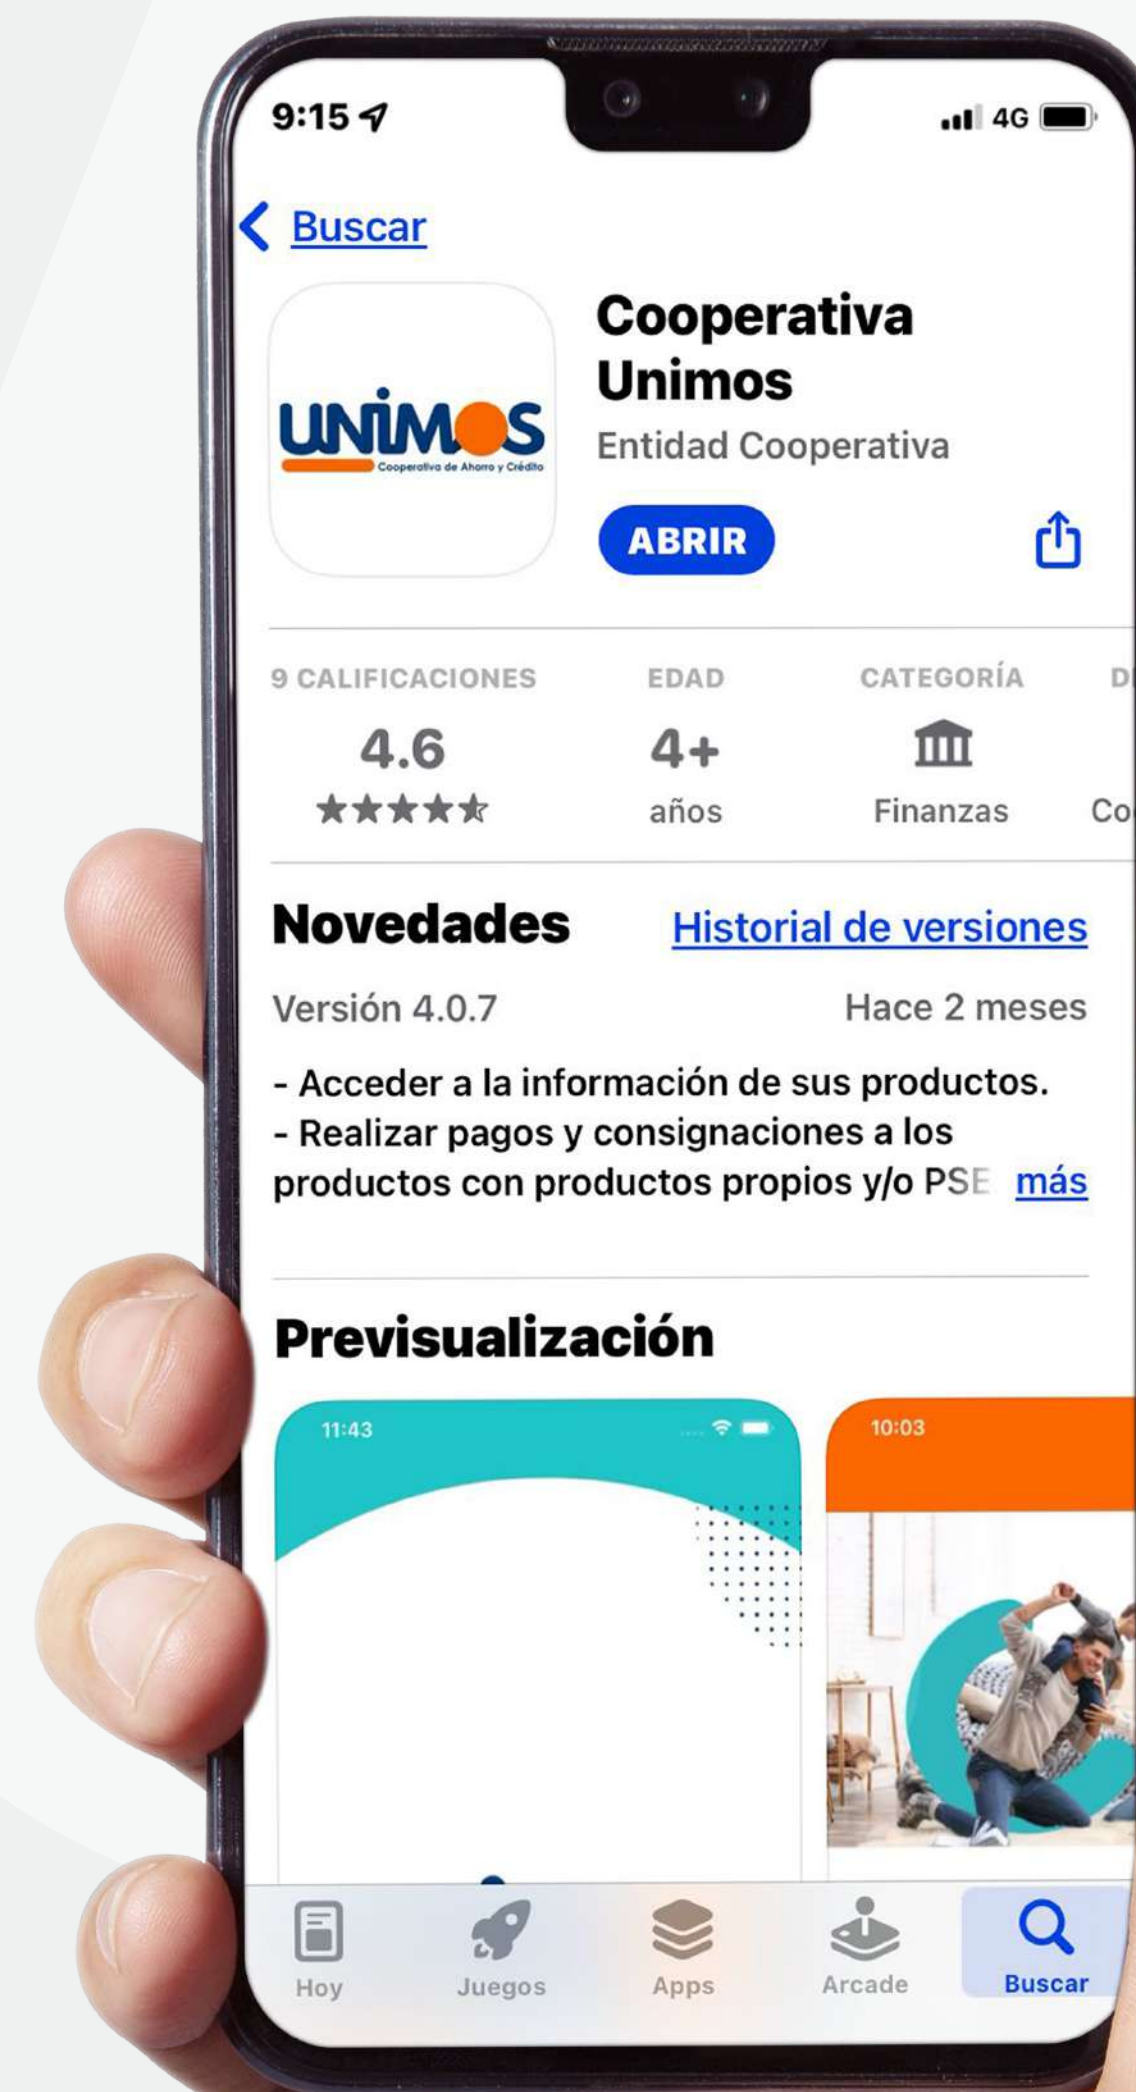 9:15
4G
Buscar
UNIMOS
Cooperativa de Ahorro y Crédito
Cooperativa
Unimos
Entidad Cooperativa
ABRIR
9 CALIFICACIONES
EDAD
CATEGORÍA
4.6
4+
años
Finanzas
Novedades
Historial de versiones
Versión 4.0.7
Hace 2 meses
- Acceder a la información de sus productos.
- Realizar pagos y consignaciones a los
productos con productos propios y/o PSE más
Previsualización
11:43
10:03
Hoy
Juegos
Apps
Arcade
Buscar